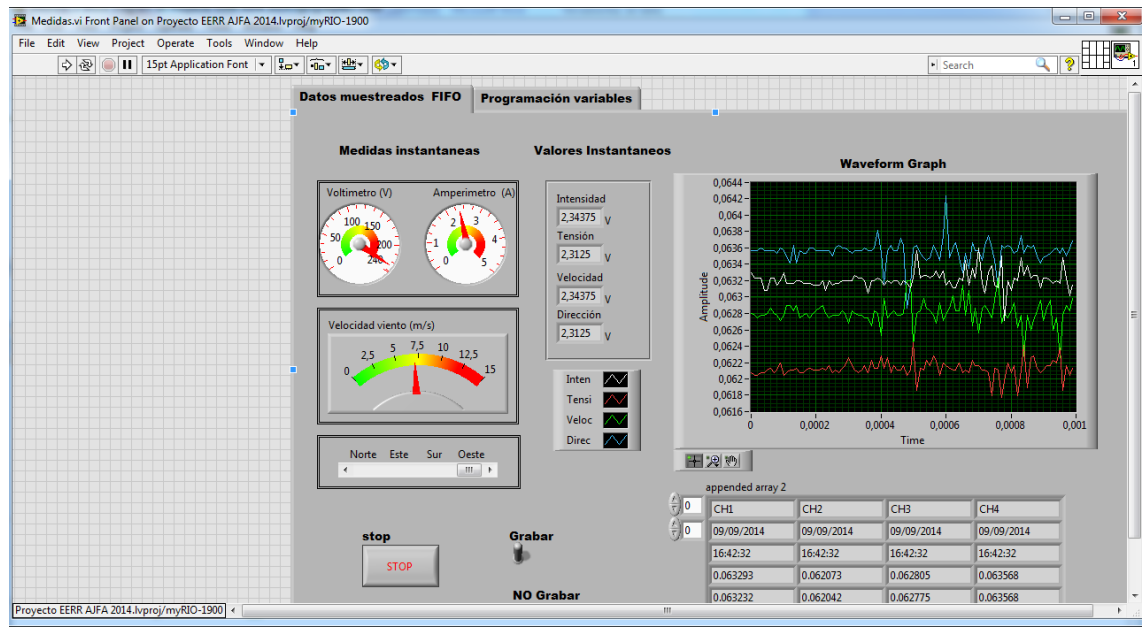 Medidas.vi Front Panel on Proyecto EERR AJFA 2014.lvproj/myRIO-1900
File Edit View Project Operate Tools Window Help
15pt Application Font
Search
1
Datos muestreados FIFO
Programación variables
Medidas instantaneas
Voltimetro (V)
0 50 100 150 200 240
Amperimetro (A)
0 1 2 3 4 5
Velocidad viento (m/s)
0 2,5 5 7,5 10 12,5 15
Norte Este Sur Oeste
stop
STOP
Grabar
NO Grabar
Valores Instantaneos
Intensidad
2,34375 V
Tensión
2,3125 V
Velocidad
2,34375 V
Dirección
2,3125 V
Inten
Tensi
Veloc
Direc
Waveform Graph
Amplitude
0,0644
0,0642
0,064
0,0638
0,0636
0,0634
0,0632
0,063
0,0628
0,0626
0,0624
0,0622
0,062
0,0618
0,0616
0 0,0002 0,0004 0,0006 0,0008 0,001
Time
appended array 2
0 CH1 CH2 CH3 CH4
0 09/09/2014 09/09/2014 09/09/2014 09/09/2014
16:42:32 16:42:32 16:42:32 16:42:32
0.063293 0.062073 0.062805 0.063568
0.063232 0.062042 0.062775 0.063568
Proyecto EERR AJFA 2014.lvproj/myRIO-1900